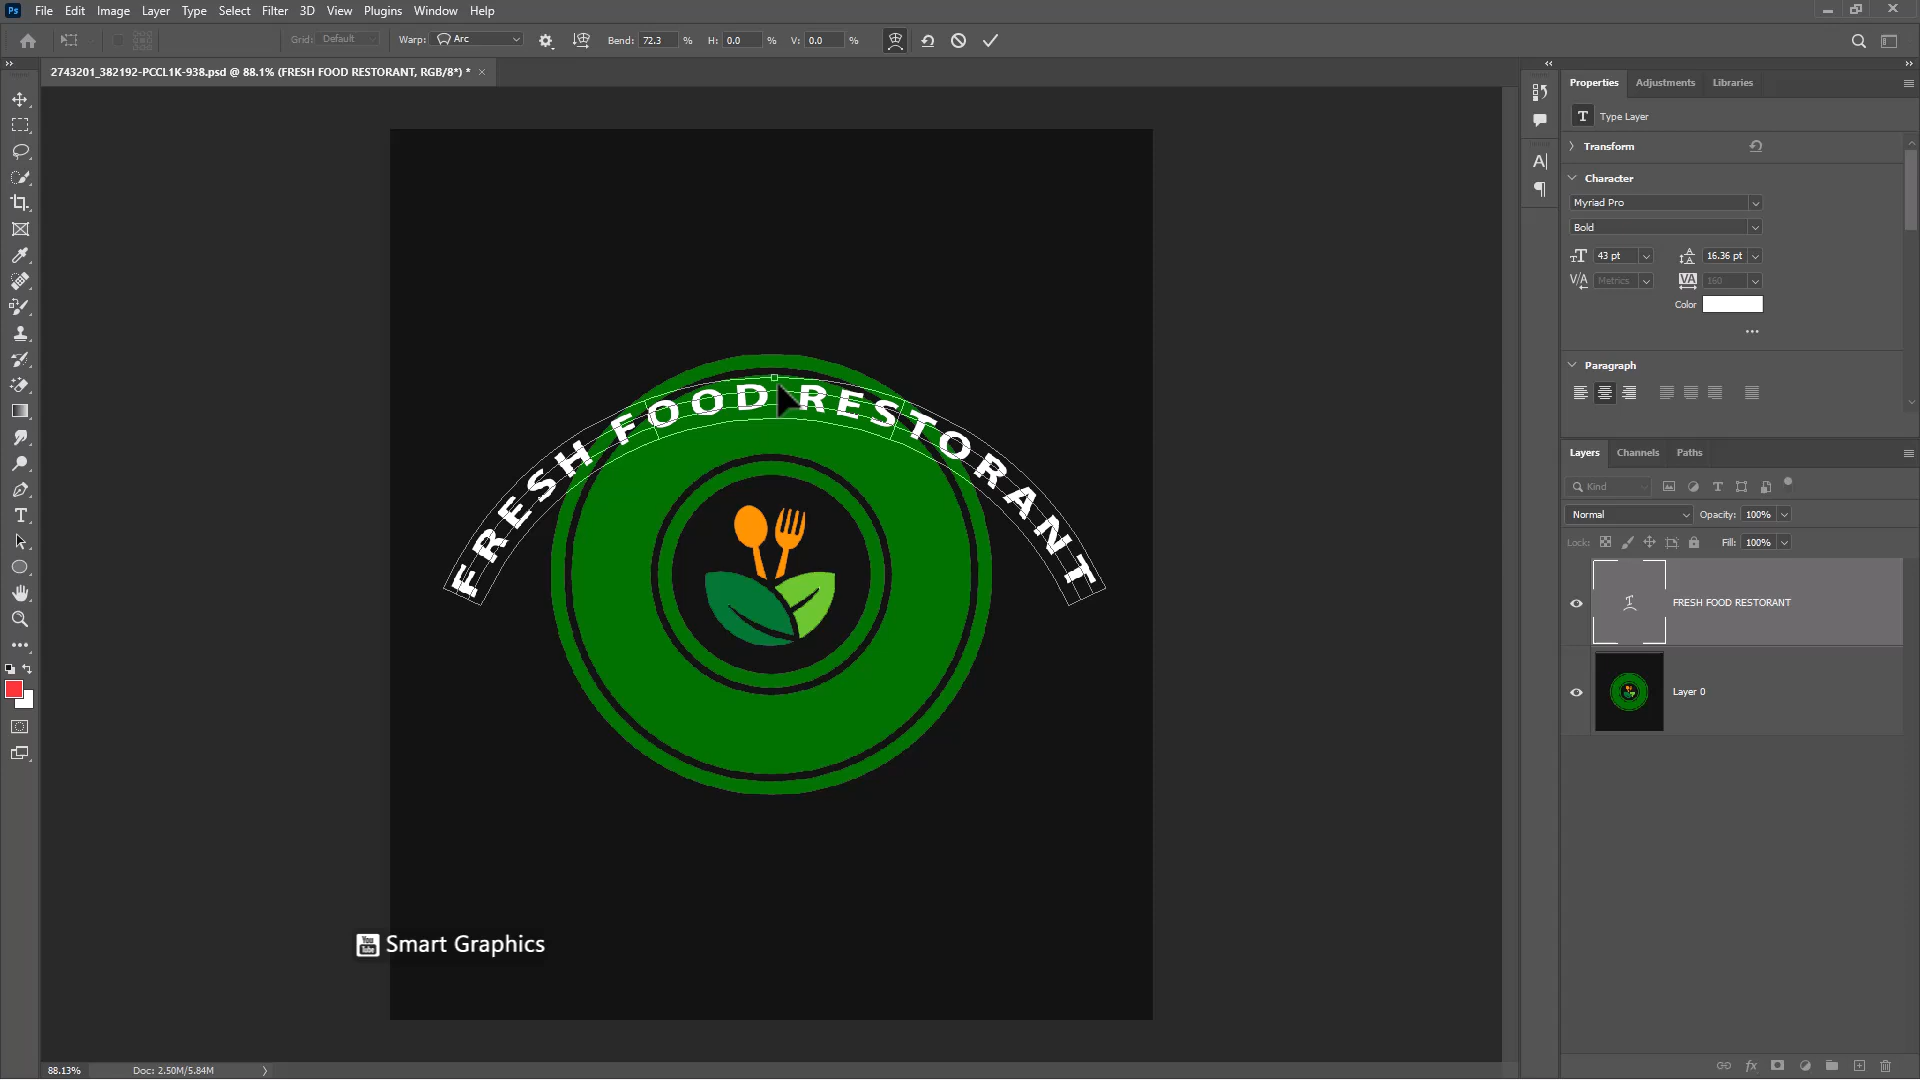 Ps File Edit Image Layer Type Select Filter 3D View Plugins Window Help
Grid: Default Warp: Arc Bend: 72.3 % H: 0.0 % V: 0.0 %
2743201_382192-PCCL1K-938.psd @ 88.1% (FRESH FOOD RESTORANT, RGB/8*) * ×
Properties Adjustments Libraries
T Type Layer
Transform
Character
Myriad Pro
Bold
43 pt 16.36 pt
Metrics 160
Color
Paragraph
FRESH FOOD RESTORANT
Layers Channels Paths
Kind
Normal Opacity: 100%
Lock: Fill: 100%
FRESH FOOD RESTORANT
Layer 0
You Tube Smart Graphics
88.13% Doc: 2.50M/5.84M